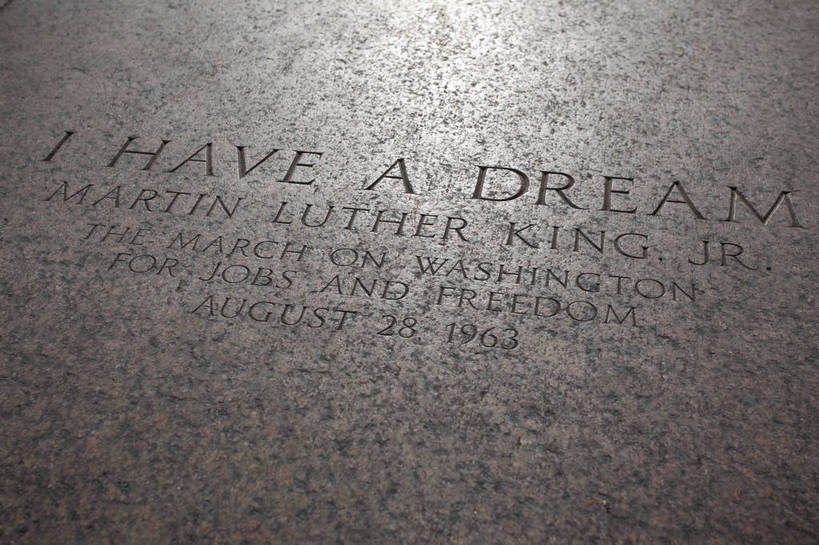 I HAVE A DREAM
MARTIN LUTHER KING, JR.
THE MARCH ON WASHINGTON
FOR JOBS AND FREEDOM
AUGUST 28, 1963